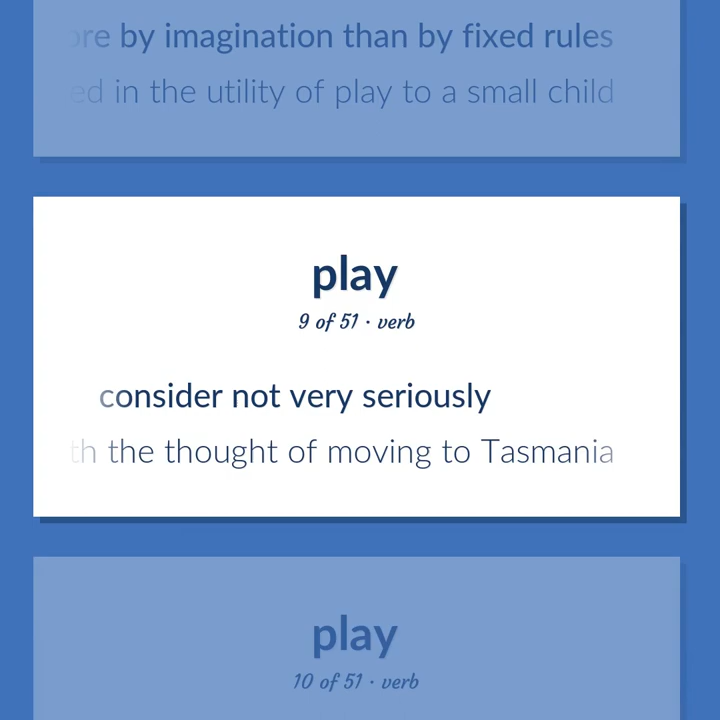 by imagination than by fixed rules
in the utility of play to a small child
play
9 of 51 · verb
consider not very seriously
the thought of moving to Tasmania
play
10 of 51 · verb